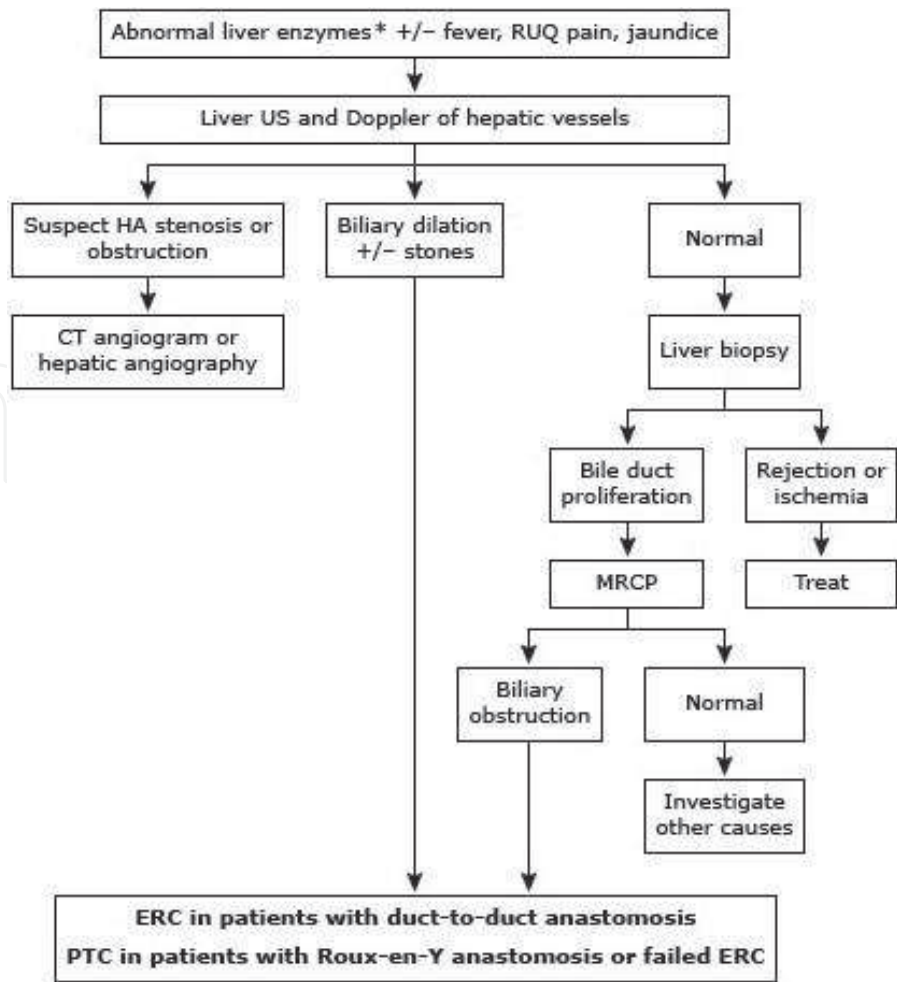 Abnormal liver enzymes* +/– fever, RUQ pain, jaundice
Liver US and Doppler of hepatic vessels
Suspect HA stenosis or
obstruction
Biliary dilation
+/– stones
Normal
CT angiogram or
hepatic angiography
Liver biopsy
Bile duct
proliferation
Rejection or
ischemia
MRCP
Treat
Biliary
obstruction
Normal
Investigate
other causes
ERC in patients with duct-to-duct anastomosis
PTC in patients with Roux-en-Y anastomosis or failed ERC